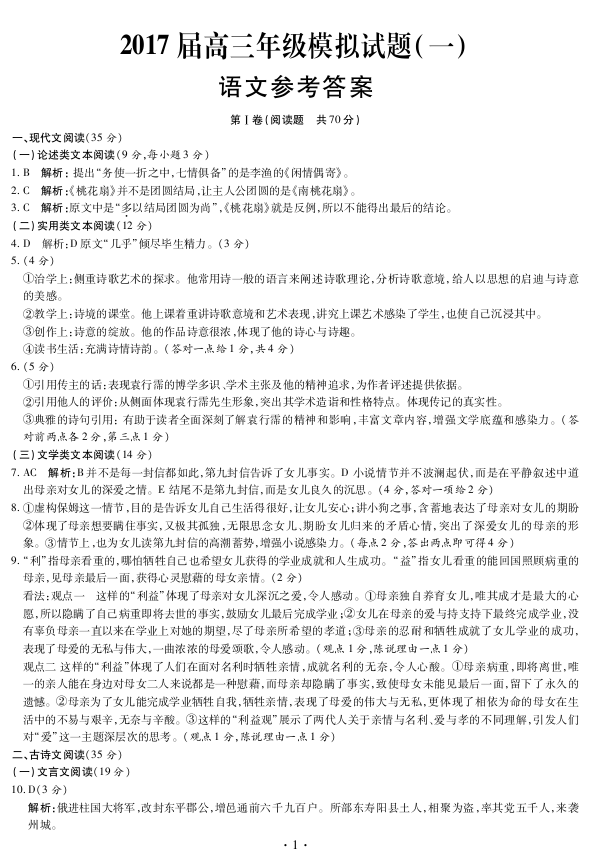 2017 届高三年级模拟试题(一)
语文参考答案
第Ⅰ卷(阅读题 共70分)
一、现代文阅读(35 分)
(一)论述类文本阅读(9 分,每小题 3 分)
1. B 解析: 提出“务使一折之中,七情俱备”的是李渔的《闲情偶寄》。
2. C 解析:《桃花扇》并不是团圆结局,让主人公团圆的是《南桃花扇》。
3. C 解析:原文中是“多以结局团圆为尚”,《桃花扇》就是反例,所以不能得出最后的结论。
(二)实用类文本阅读(12 分)
4. D 解析:D 原文“几乎”倾尽毕生精力。(3 分)
5. (4 分)
①治学上:侧重诗歌艺术的探求。他常用诗一般的语言来阐述诗歌理论,分析诗歌意境,给人以思想的启迪与诗意
的美感。
②教学上:诗境的课堂。他上课着重讲诗歌意境和艺术表现,讲究上课艺术感染了学生,也使自己沉浸其中。
③创作上:诗意的绽放。他的作品诗意很浓,体现了他的诗心与诗趣。
④读书生活:充满诗情诗韵。(答对一点给 1 分,共 4 分)
6. (5 分)
①引用传主的话:表现袁行霈的博学多识、学术主张及他的精神追求,为作者评述提供依据。
②引用他人的评价:从侧面体现袁行霈先生形象,突出其学术造诣和性格特点。体现传记的真实性。
③典雅的诗句引用: 有助于读者全面深刻了解袁行霈的精神和影响,丰富文章内容,增强文学底蕴和感染力。(答
对前两点各 2 分,第三点 1 分)
(三)文学类文本阅读(14 分)
7. AC 解析:B 并不是每一封信都如此,第九封信告诉了女儿事实。D 小说情节并不波澜起伏,而是在平静叙述中道
出母亲对女儿的深爱之情。E 结尾不是第九封信,而是女儿良久的沉思。(4 分,答对一项给 2 分)
8. ①虚构保姆这一情节,目的是告诉女儿自己生活得很好,让女儿安心;讲小狗之事,含蓄地表达了母亲对女儿的期盼
②体现了母亲想要瞒住事实,又极其孤独,无限思念女儿,期盼女儿归来的矛盾心情,突出了深爱女儿的母亲的形
象。③情节上,也为女儿读第九封信的高潮蓄势,增强小说感染力。(每点 2 分,答出两点即可得 4 分)
9. “利”指母亲看重的,哪怕牺牲自己也希望女儿获得的学业成就和人生成功。“益”指女儿看重的能回国照顾病重的
母亲,见母亲最后一面,获得心灵慰藉的母女亲情。(2 分)
看法:观点一 这样的“利益”体现了母亲对女儿深沉之爱,令人感动。①母亲独自养育女儿,唯其成才是最大的心
愿,所以隐瞒了自己病重即将去世的事实,鼓励女儿最后完成学业;②女儿在母亲的爱与持支持下最终完成学业,没
有辜负母亲一直以来在学业上对她的期望,尽了母亲所希望的孝道;③母亲的忍耐和牺牲成就了女儿学业的成功,
表现了母爱的无私与伟大,一曲浓浓的母爱颂歌,令人感动。(观点 1 分,陈说理由一点 1 分)
观点二 这样的“利益”体现了人们在面对名利时牺牲亲情,成就名利的无奈,令人心酸。①母亲病重,即将离世,唯
一的亲人能在身边对母女二人来说都是一种慰藉,而母亲却隐瞒了事实,致使母女未能见最后一面,留下了永久的
遗憾。②母亲为了女儿能完成学业牺牲自我,牺牲亲情,表现了母爱的伟大与无私,更体现了相依为命的母女在生
活中的不易与艰辛,无奈与辛酸。③这样的“利益观”展示了两代人关于亲情与名利、爱与孝的不同理解,引发人们
对“爱”这一主题深层次的思考。(观点 1 分,陈说理由一点 1 分)
二、古诗文阅读(35 分)
(一)文言文阅读(19 分)
10. D(3 分)
解析:俄进柱国大将军,改封东平郡公,增邑通前六千九百户。所部东寿阳县土人,相聚为盗,率其党五千人,来袭
州城。
· 1 ·